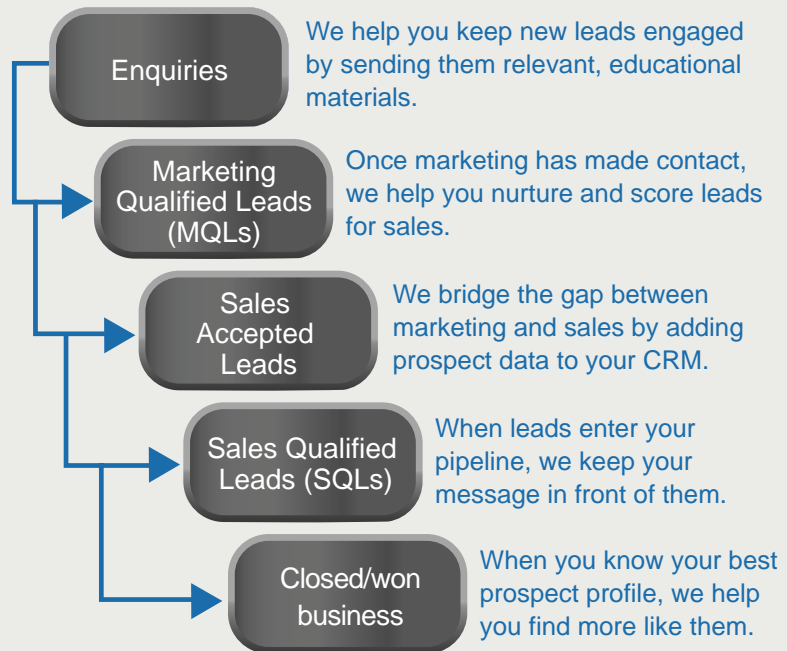 Enquiries
We help you keep new leads engaged
by sending them relevant, educational
materials.
Marketing
Qualified Leads
(MQLs)
Once marketing has made contact,
we help you nurture and score leads
for sales.
Sales
Accepted
Leads
We bridge the gap between
marketing and sales by adding
prospect data to your CRM.
Sales Qualified
Leads (SQLs)
When leads enter your
pipeline, we keep your
message in front of them.
Closed/won
business
When you know your best
prospect profile, we help
you find more like them.